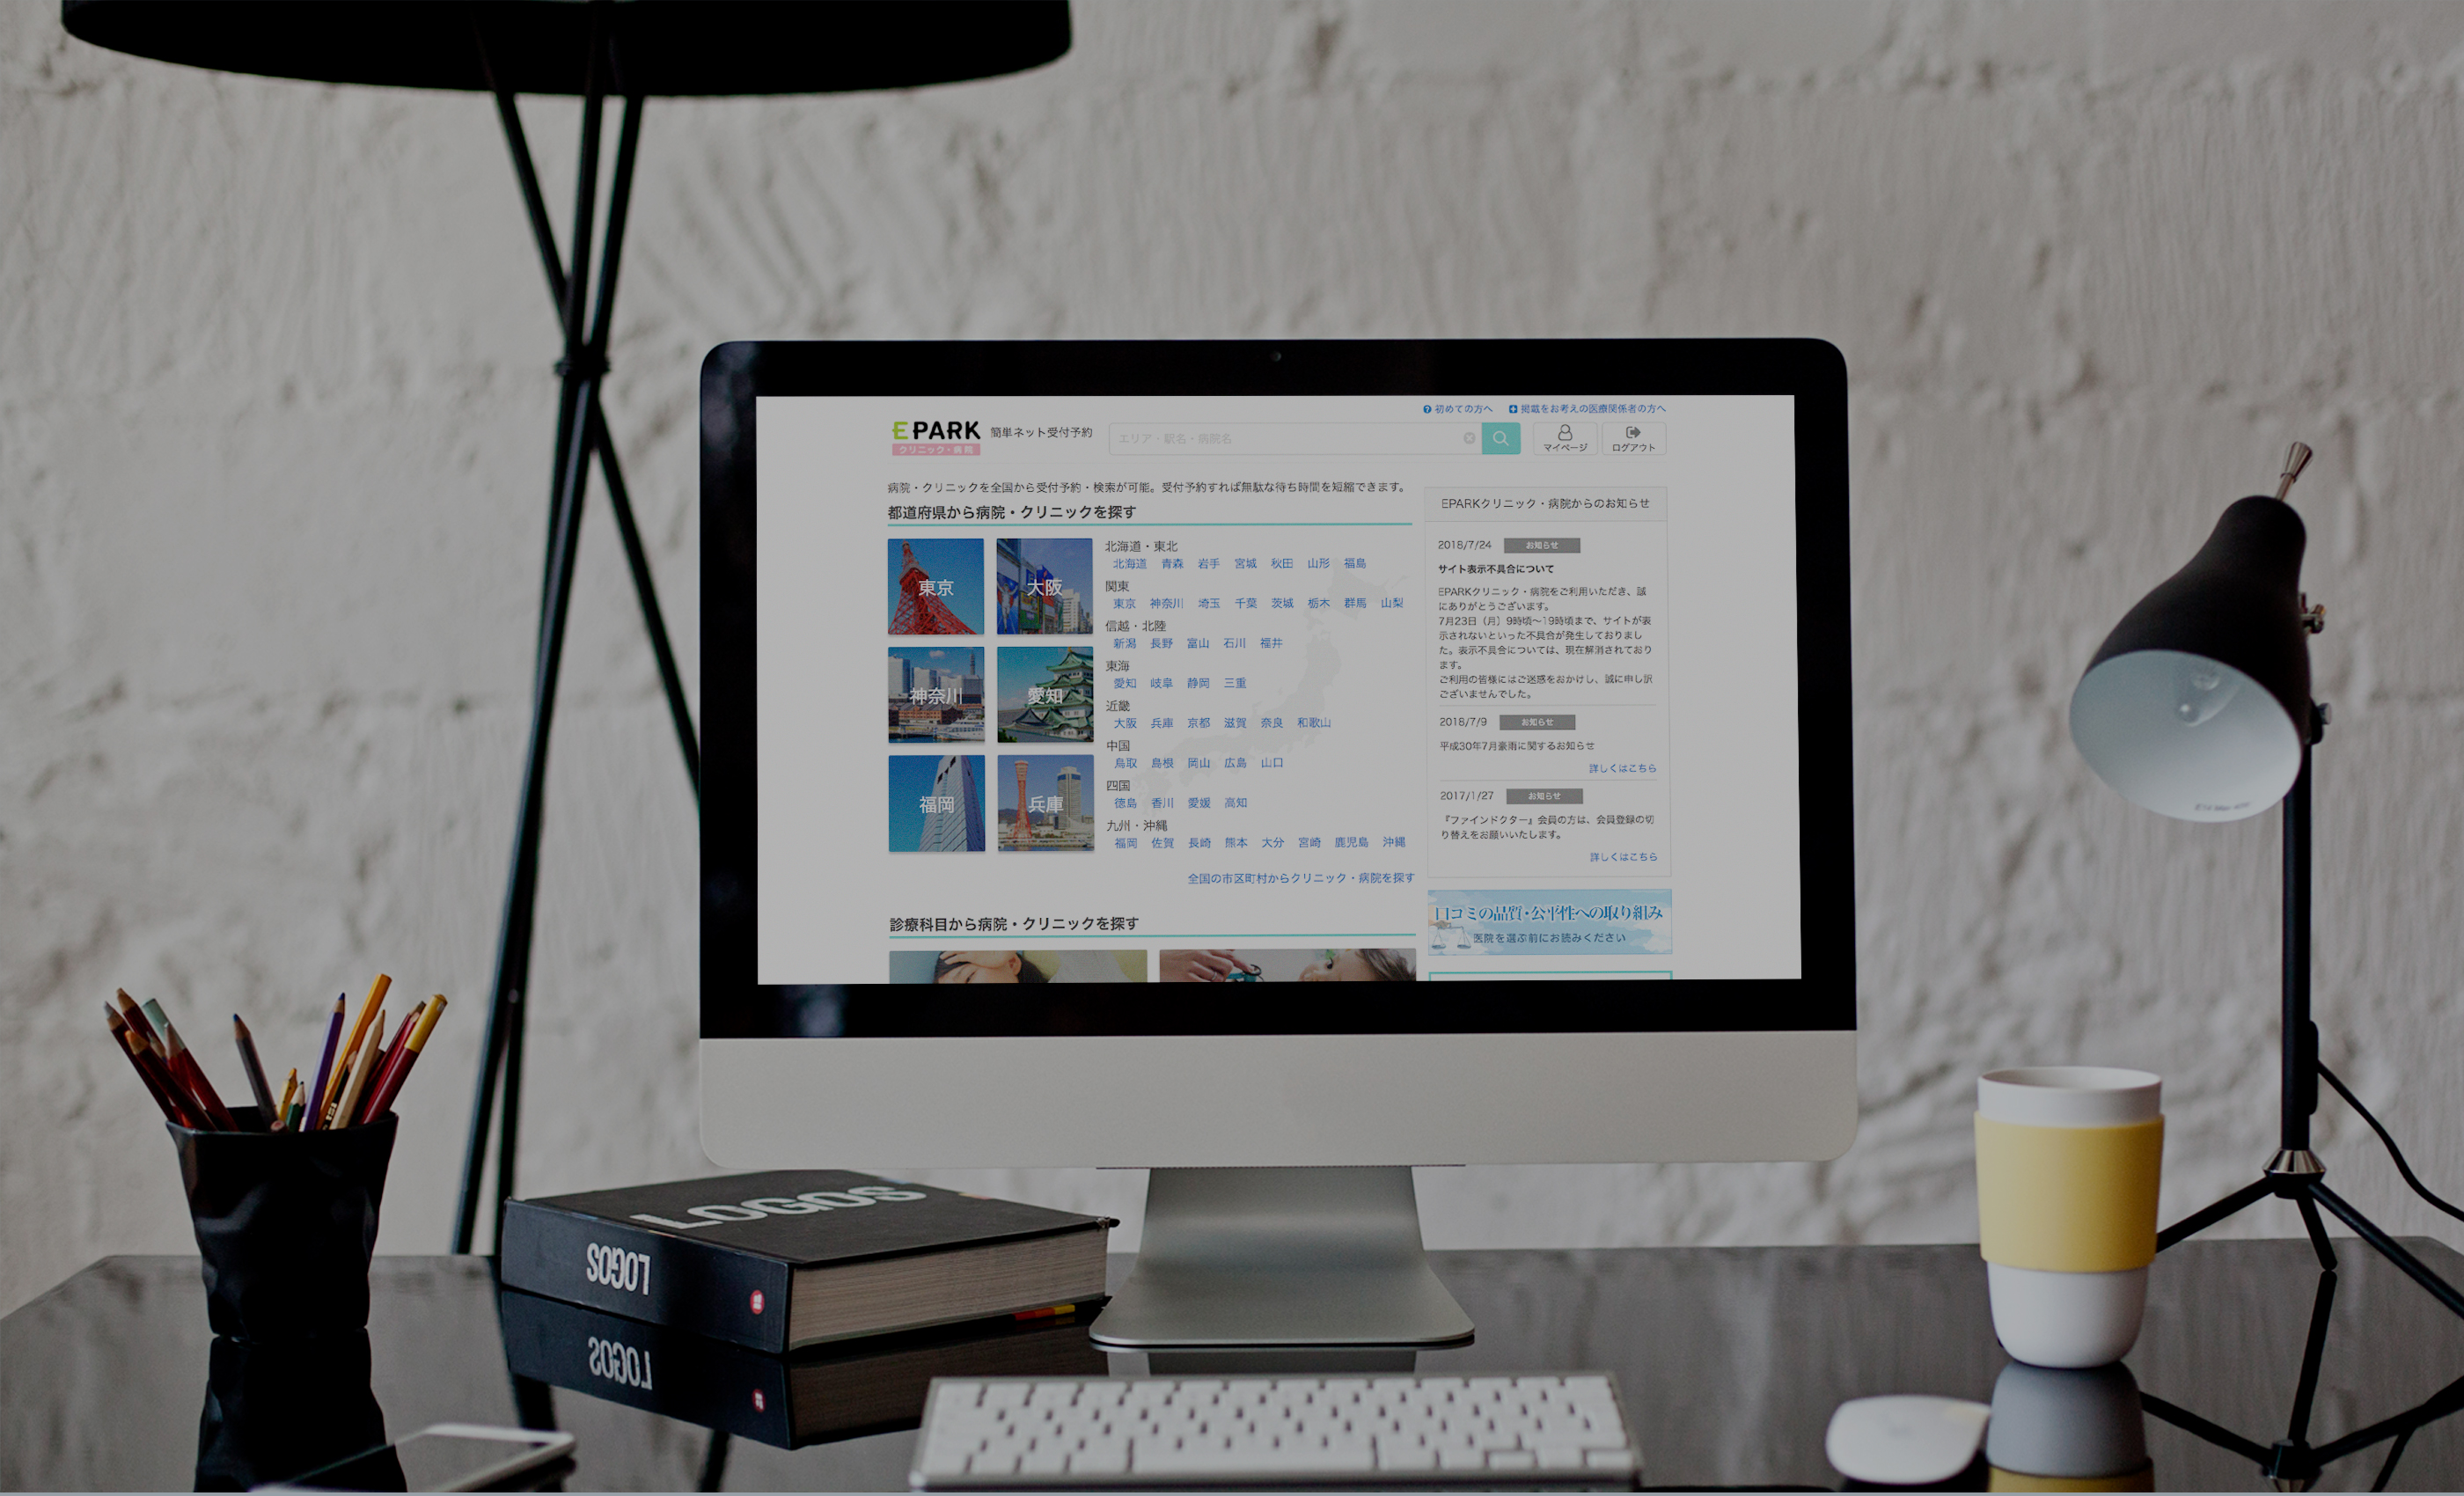 初めての方へ 掲載をお考えの医療関係者の方へ
EPARK 簡単ネット受付予約 エリア・駅名・病院名 マイページ ログアウト
クリニック・病院
病院・クリニックを全国から受付予約・検索が可能。受付予約すれば無駄な待ち時間を短縮できます。
都道府県から病院・クリニックを探す
東京 大阪
神奈川 愛知
福岡 兵庫
北海道・東北
北海道 青森 岩手 宮城 秋田 山形 福島
関東
東京 神奈川 埼玉 千葉 茨城 栃木 群馬 山梨
信越・北陸
新潟 長野 富山 石川 福井
東海
愛知 岐阜 静岡 三重
近畿
大阪 兵庫 京都 滋賀 奈良 和歌山
中国
鳥取 島根 岡山 広島 山口
四国
徳島 香川 愛媛 高知
九州・沖縄
福岡 佐賀 長崎 熊本 大分 宮崎 鹿児島 沖縄
全国の市区町村からクリニック・病院を探す
診療科目から病院・クリニックを探す
EPARKクリニック・病院からのお知らせ
2018/7/24 お知らせ
サイト表示不具合について
EPARKクリニック・病院をご利用いただき、誠
にありがとうございます。
7月23日（月）9時頃〜19時頃まで、サイトが表
示されないといった不具合が発生しておりまし
た。表示不具合については、現在解消されており
ます。
ご利用の皆様にはご迷惑をおかけし、誠に申し訳
ございませんでした。
2018/7/9 お知らせ
平成30年7月豪雨に関するお知らせ
詳しくはこちら
2017/1/27 お知らせ
『ファインドクター』会員の方は、会員登録の切
り替えをお願いいたします。
詳しくはこちら
口コミの品質・公平性への取り組み
医院を選ぶ前にお読みください
LOGOS
LOGOS